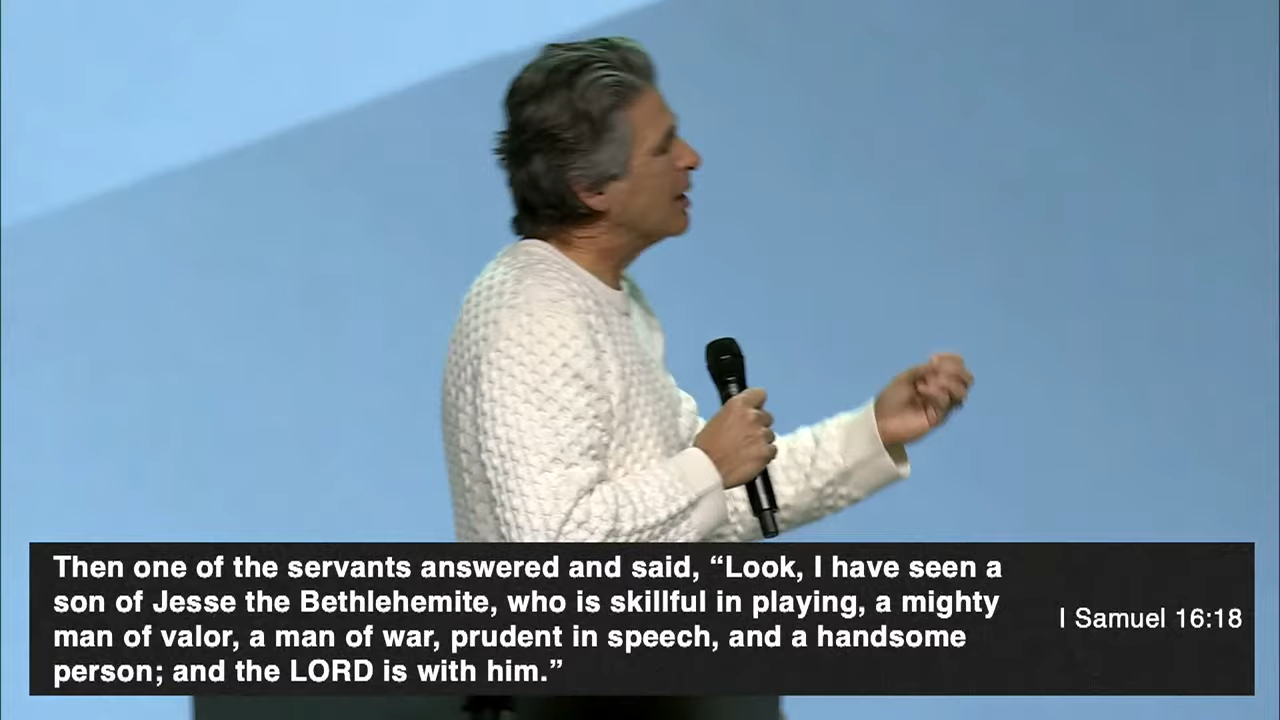 Then one of the servants answered and said, “Look, I have seen a
son of Jesse the Bethlehemite, who is skillful in playing, a mighty
man of valor, a man of war, prudent in speech, and a handsome
person; and the LORD is with him.”
I Samuel 16:18